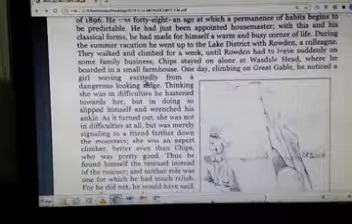 of 1896. He was forty-eight—an age at which a permanence of habits begins to
be predictable. He had just been appointed housemaster; with this and his
classical forms, he had made for himself a warm and busy corner of life. During
the summer vacation he went up to the Lake District with Rowden, a colleague.
They walked and climbed for a week, until Rowden had to leave suddenly on
some family business, Chips stayed on alone at Wasdale Head, where he
boarded in a small farmhouse. One day, climbing on Great Gable, he noticed a
girl waving excitedly from a
dangerous looking ridge. Thinking
she was in difficulties he hastened
towards her, but in doing so
slipped himself and wrenched his
ankle. As it turned out, she was not
in difficulties at all, but was merely
signaling to a friend farther down
the mountain; she was an expert
climber, better even than Chips,
who was pretty good. Thus he
found himself the rescued instead
of the rescuer; and neither role was
one for which he had much relish.
For he did not, he would have said,